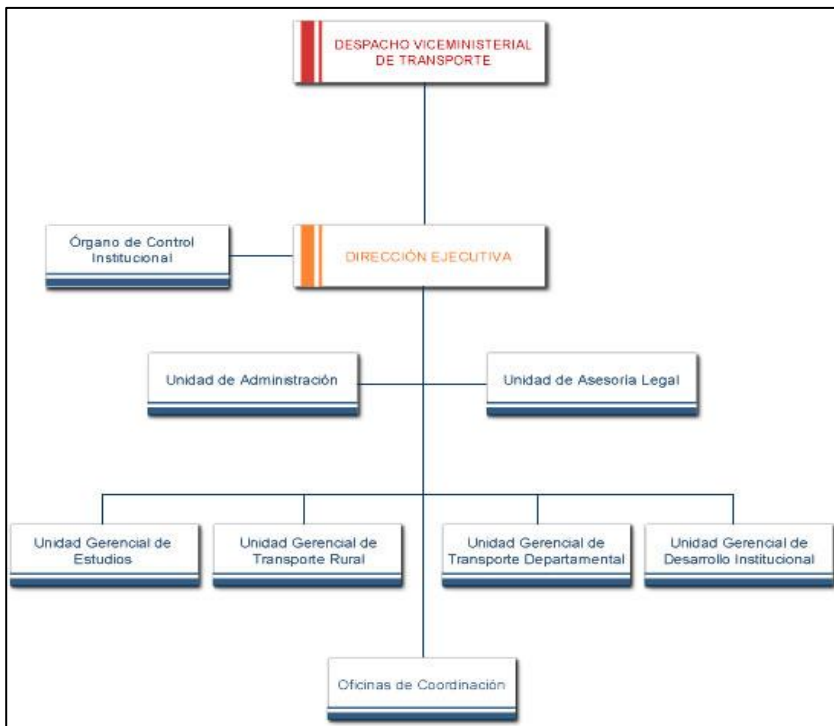 DESPACHO VICEMINISTERIAL
DE TRANSPORTE
Órgano de Control
Institucional
DIRECCIÓN EJECUTIVA
Unidad de Administración
Unidad de Asesoría Legal
Unidad Gerencial de
Estudios
Unidad Gerencial de
Transporte Rural
Unidad Gerencial de
Transporte Departamental
Unidad Gerencial de
Desarrollo Institucional
Oficinas de Coordinación